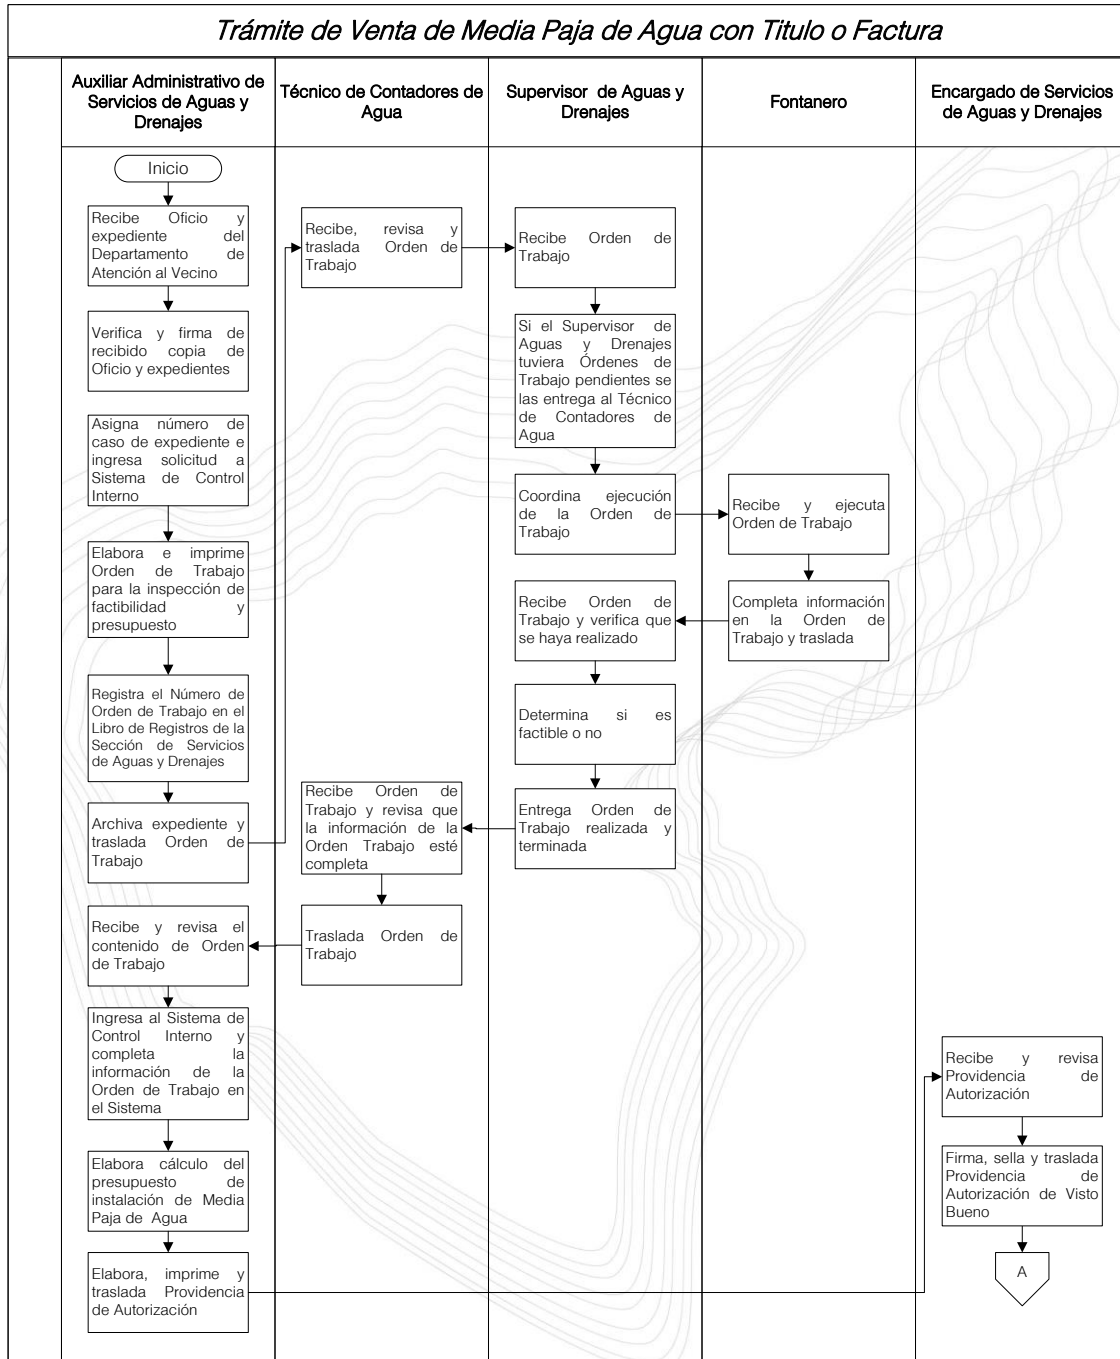 Trámite de Venta de Media Paja de Agua con Titulo o Factura
Auxiliar Administrativo de
Servicios de Aguas y
Drenajes
Técnico de Contadores de
Agua
Supervisor de Aguas y
Drenajes
Fontanero
Encargado de Servicios
de Aguas y Drenajes
Inicio
Recibe Oficio y
expediente del
Departamento de
Atención al Vecino
Verifica y firma de
recibido copia de
Oficio y expedientes
Asigna número de
caso de expediente e
ingresa solicitud a
Sistema de Control
Interno
Elabora e imprime
Orden de Trabajo
para la inspección de
factibilidad y
presupuesto
Registra el Número de
Orden de Trabajo en el
Libro de Registros de la
Sección de Servicios
de Aguas y Drenajes
Archiva expediente y
traslada Orden de
Trabajo
Recibe, revisa y
traslada Orden de
Trabajo
Recibe Orden de
Trabajo
Si el Supervisor de
Aguas y Drenajes
tuviera Órdenes de
Trabajo pendientes se
las entrega al Técnico
de Contadores de
Agua
Coordina ejecución
de la Orden de
Trabajo
Recibe y ejecuta
Orden de Trabajo
Completa información
en la Orden de
Trabajo y traslada
Recibe Orden de
Trabajo y verifica que
se haya realizado
Determina si es
factible o no
Entrega Orden de
Trabajo realizada y
terminada
Recibe Orden de
Trabajo y revisa que
la información de la
Orden Trabajo esté
completa
Traslada Orden de
Trabajo
Recibe y revisa el
contenido de Orden
de Trabajo
Ingresa al Sistema de
Control Interno y
completa la
información de la
Orden de Trabajo en
el Sistema
Elabora cálculo del
presupuesto de
instalación de Media
Paja de Agua
Elabora, imprime y
traslada Providencia
de Autorización
Recibe y revisa
Providencia de
Autorización
Firma, sella y traslada
Providencia de
Autorización de Visto
Bueno
A